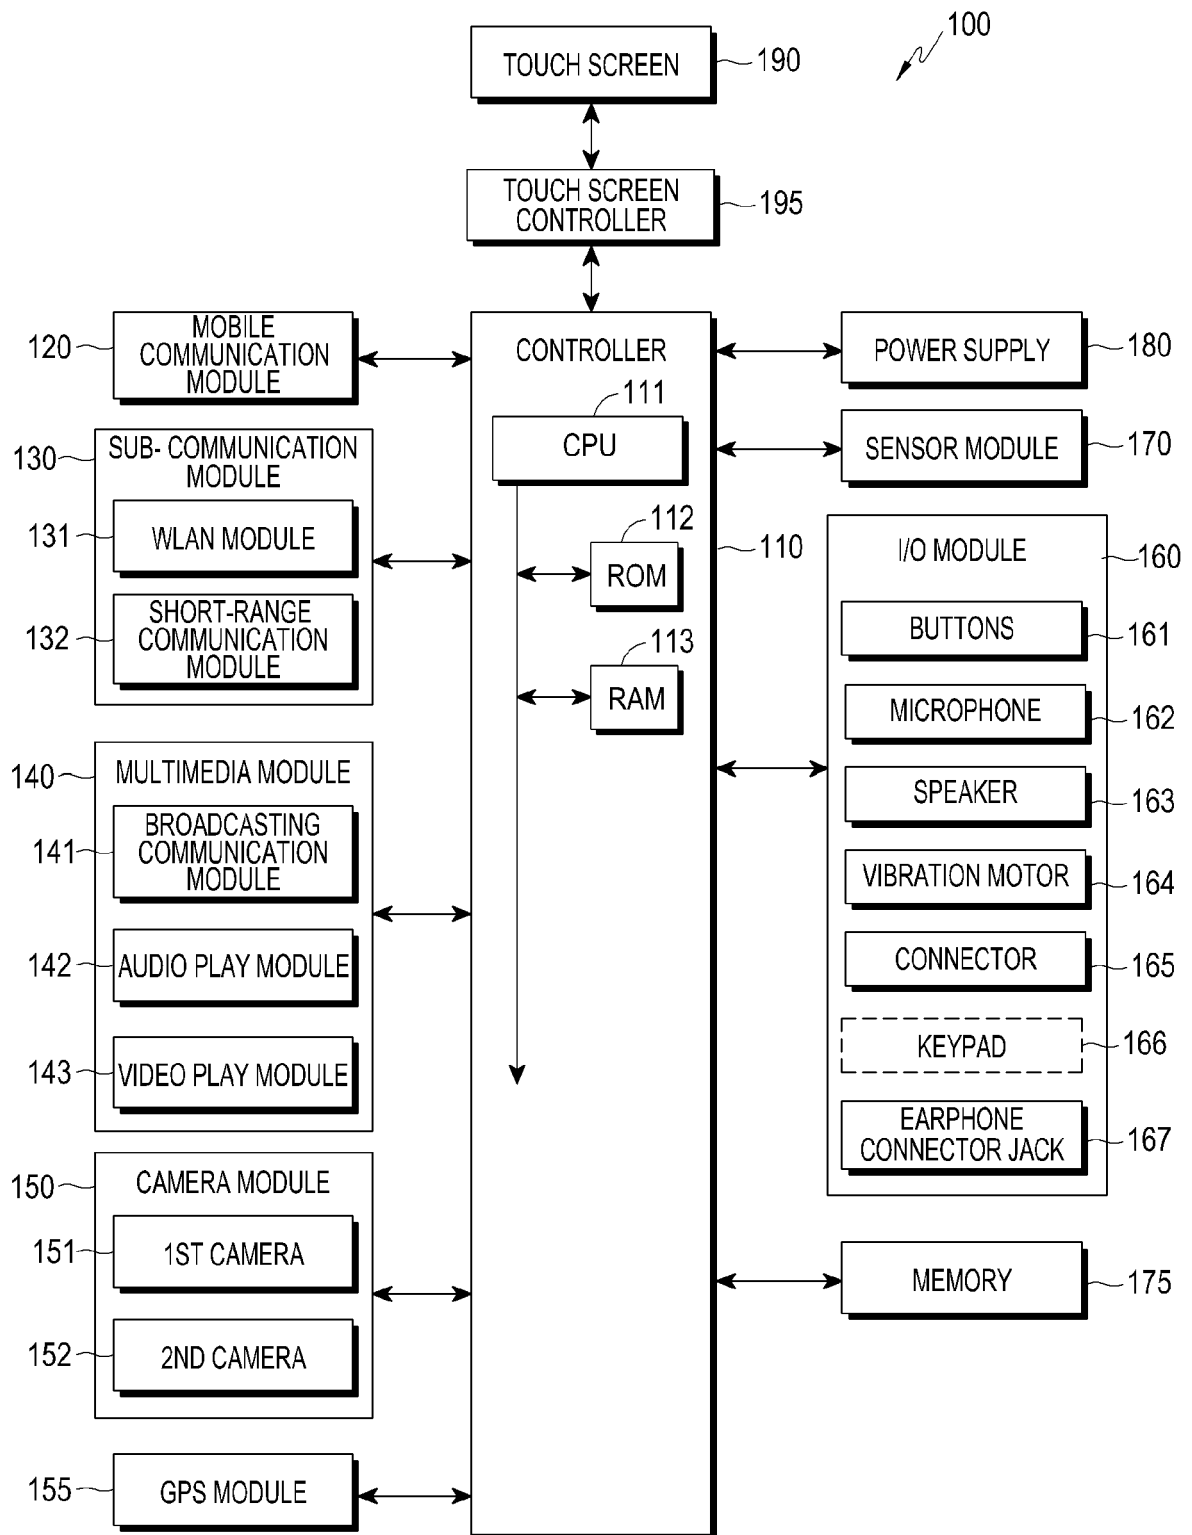 100
TOUCH SCREEN
190
TOUCH SCREEN
CONTROLLER
195
120
MOBILE
COMMUNICATION
MODULE
130
SUB- COMMUNICATION
MODULE
131
WLAN MODULE
132
SHORT-RANGE
COMMUNICATION
MODULE
140
MULTIMEDIA MODULE
141
BROADCASTING
COMMUNICATION
MODULE
142
AUDIO PLAY MODULE
143
VIDEO PLAY MODULE
150
CAMERA MODULE
151
1ST CAMERA
152
2ND CAMERA
155
GPS MODULE
CONTROLLER
111
CPU
112
ROM
113
RAM
110
POWER SUPPLY
180
SENSOR MODULE
170
I/O MODULE
160
BUTTONS
161
MICROPHONE
162
SPEAKER
163
VIBRATION MOTOR
164
CONNECTOR
165
KEYPAD
166
EARPHONE
CONNECTOR JACK
167
MEMORY
175